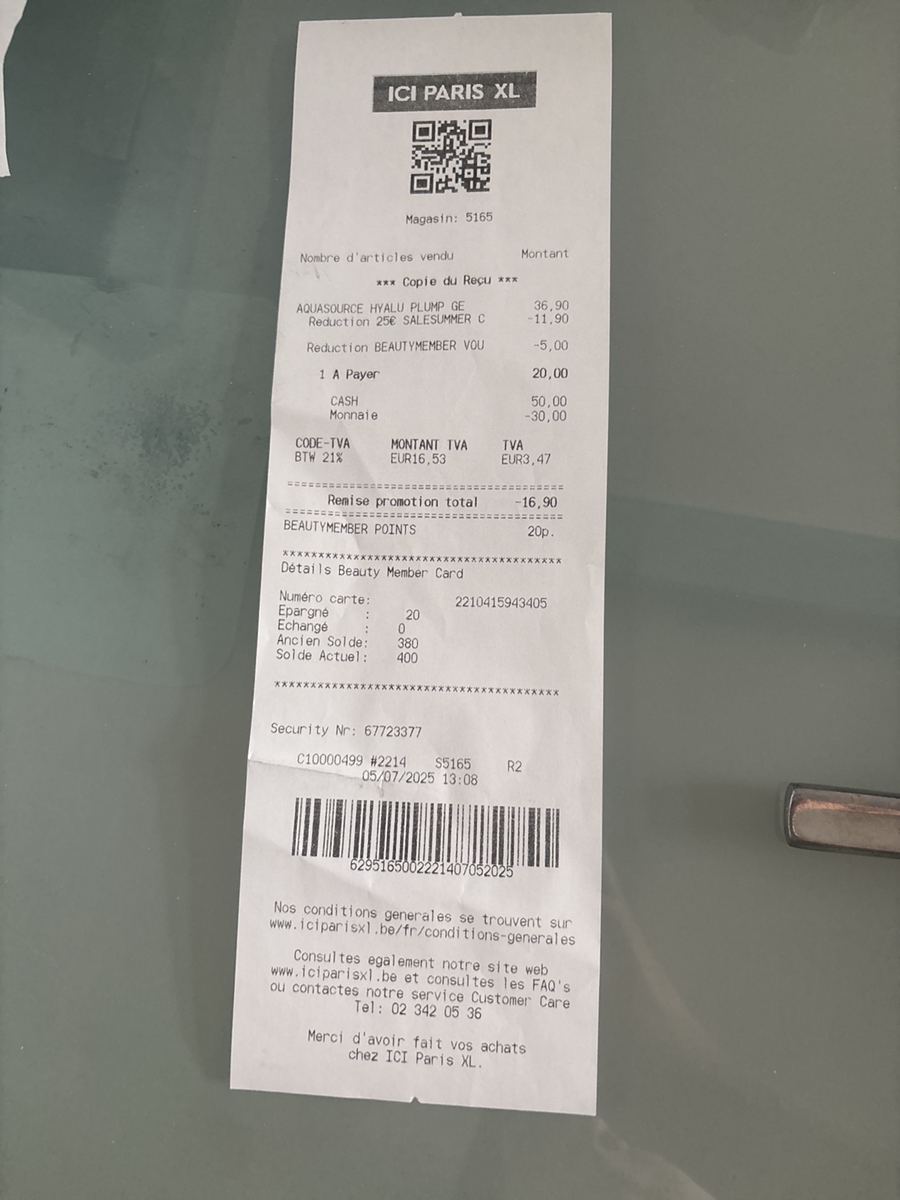 ICI PARIS XL
Magasin: 5165
Nombre d'articles vendu Montant
*** Copie du Reçu ***
AQUASOURCE HYALU PLUMP GE 36,90
Reduction 25€ SALESUMMER C -11,90
Reduction BEAUTYMEMBER VOU -5,00
1 A Payer 20,00
CASH 50,00
Monnaie -30,00
CODE-TVA MONTANT TVA TVA
BTW 21% EUR16,53 EUR3,47
========================================
Remise promotion total -16,90
========================================
BEAUTYMEMBER POINTS 20p.
****************************************
Détails Beauty Member Card
Numéro carte: 2210415943405
Epargné : 20
Echangé : 0
Ancien Solde: 380
Solde Actuel: 400
****************************************
Security Nr: 67723377
C10000499 #2214 S5165 R2
05/07/2025 13:08
6295165002221407052025
Nos conditions generales se trouvent sur
www.iciparisxl.be/fr/conditions-generales
Consultes egalement notre site web
www.iciparisxl.be et consultes les FAQ's
ou contactes notre service Customer Care
Tel: 02 342 05 36
Merci d'avoir fait vos achats
chez ICI Paris XL.